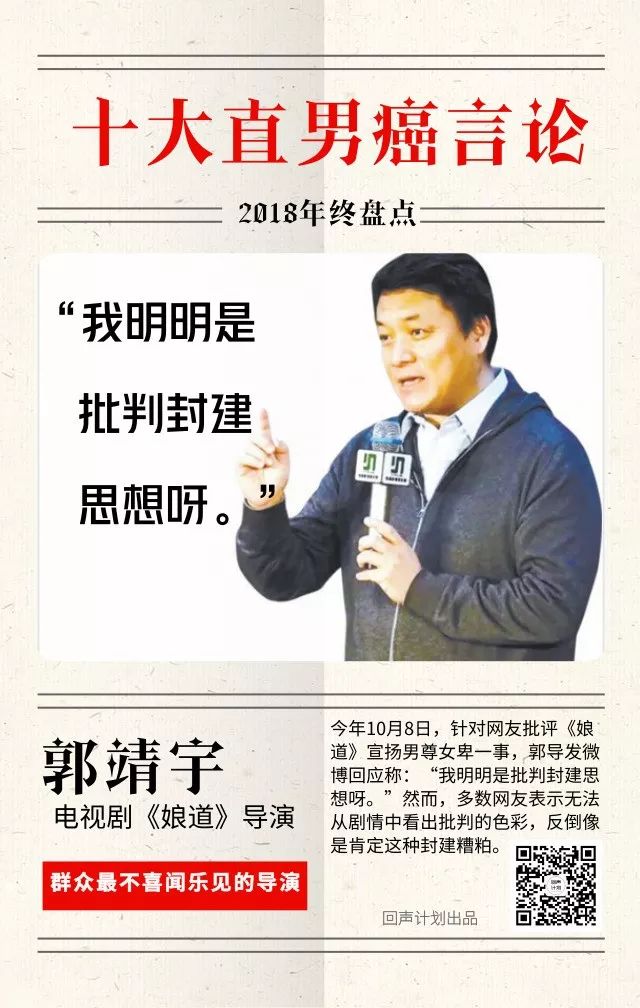 十大直男癌言论
2018年终盘点
“我明明是
批判封建
思想呀。”
郭靖宇
电视剧《娘道》导演
群众最不喜闻乐见的导演
今年10月8日，针对网友批评《娘
道》宣扬男尊女卑一事，郭导发微
博回应称：“我明明是批判封建思
想呀。”然而，多数网友表示无法
从剧情中看出批判的色彩，反倒像
是肯定这种封建糟粕。
回声计划出品
回声
计划